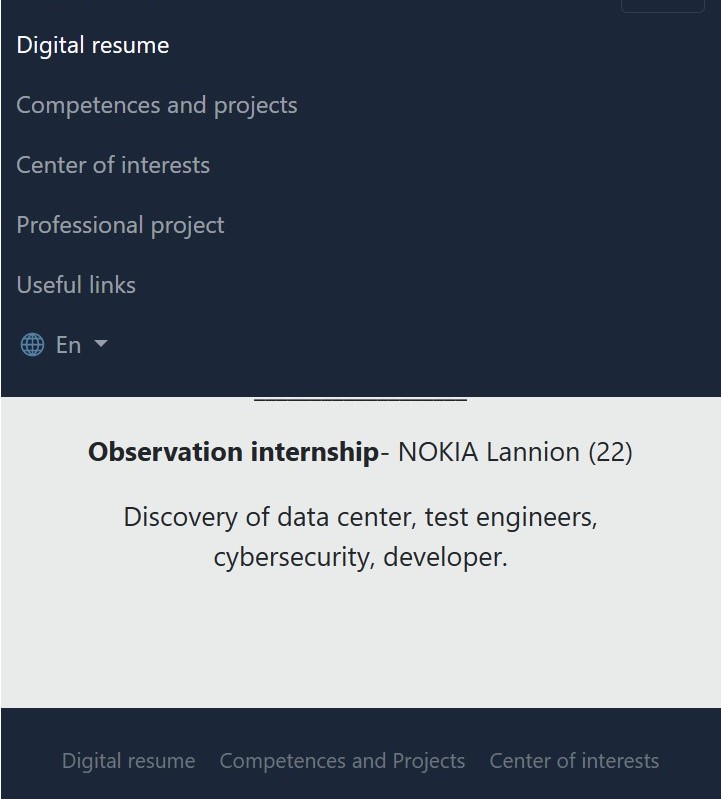 Digital resume
Competences and projects
Center of interests
Professional project
Useful links
En
Observation internship- NOKIA Lannion (22)
Discovery of data center, test engineers,
cybersecurity, developer.
Digital resume Competences and Projects Center of interests